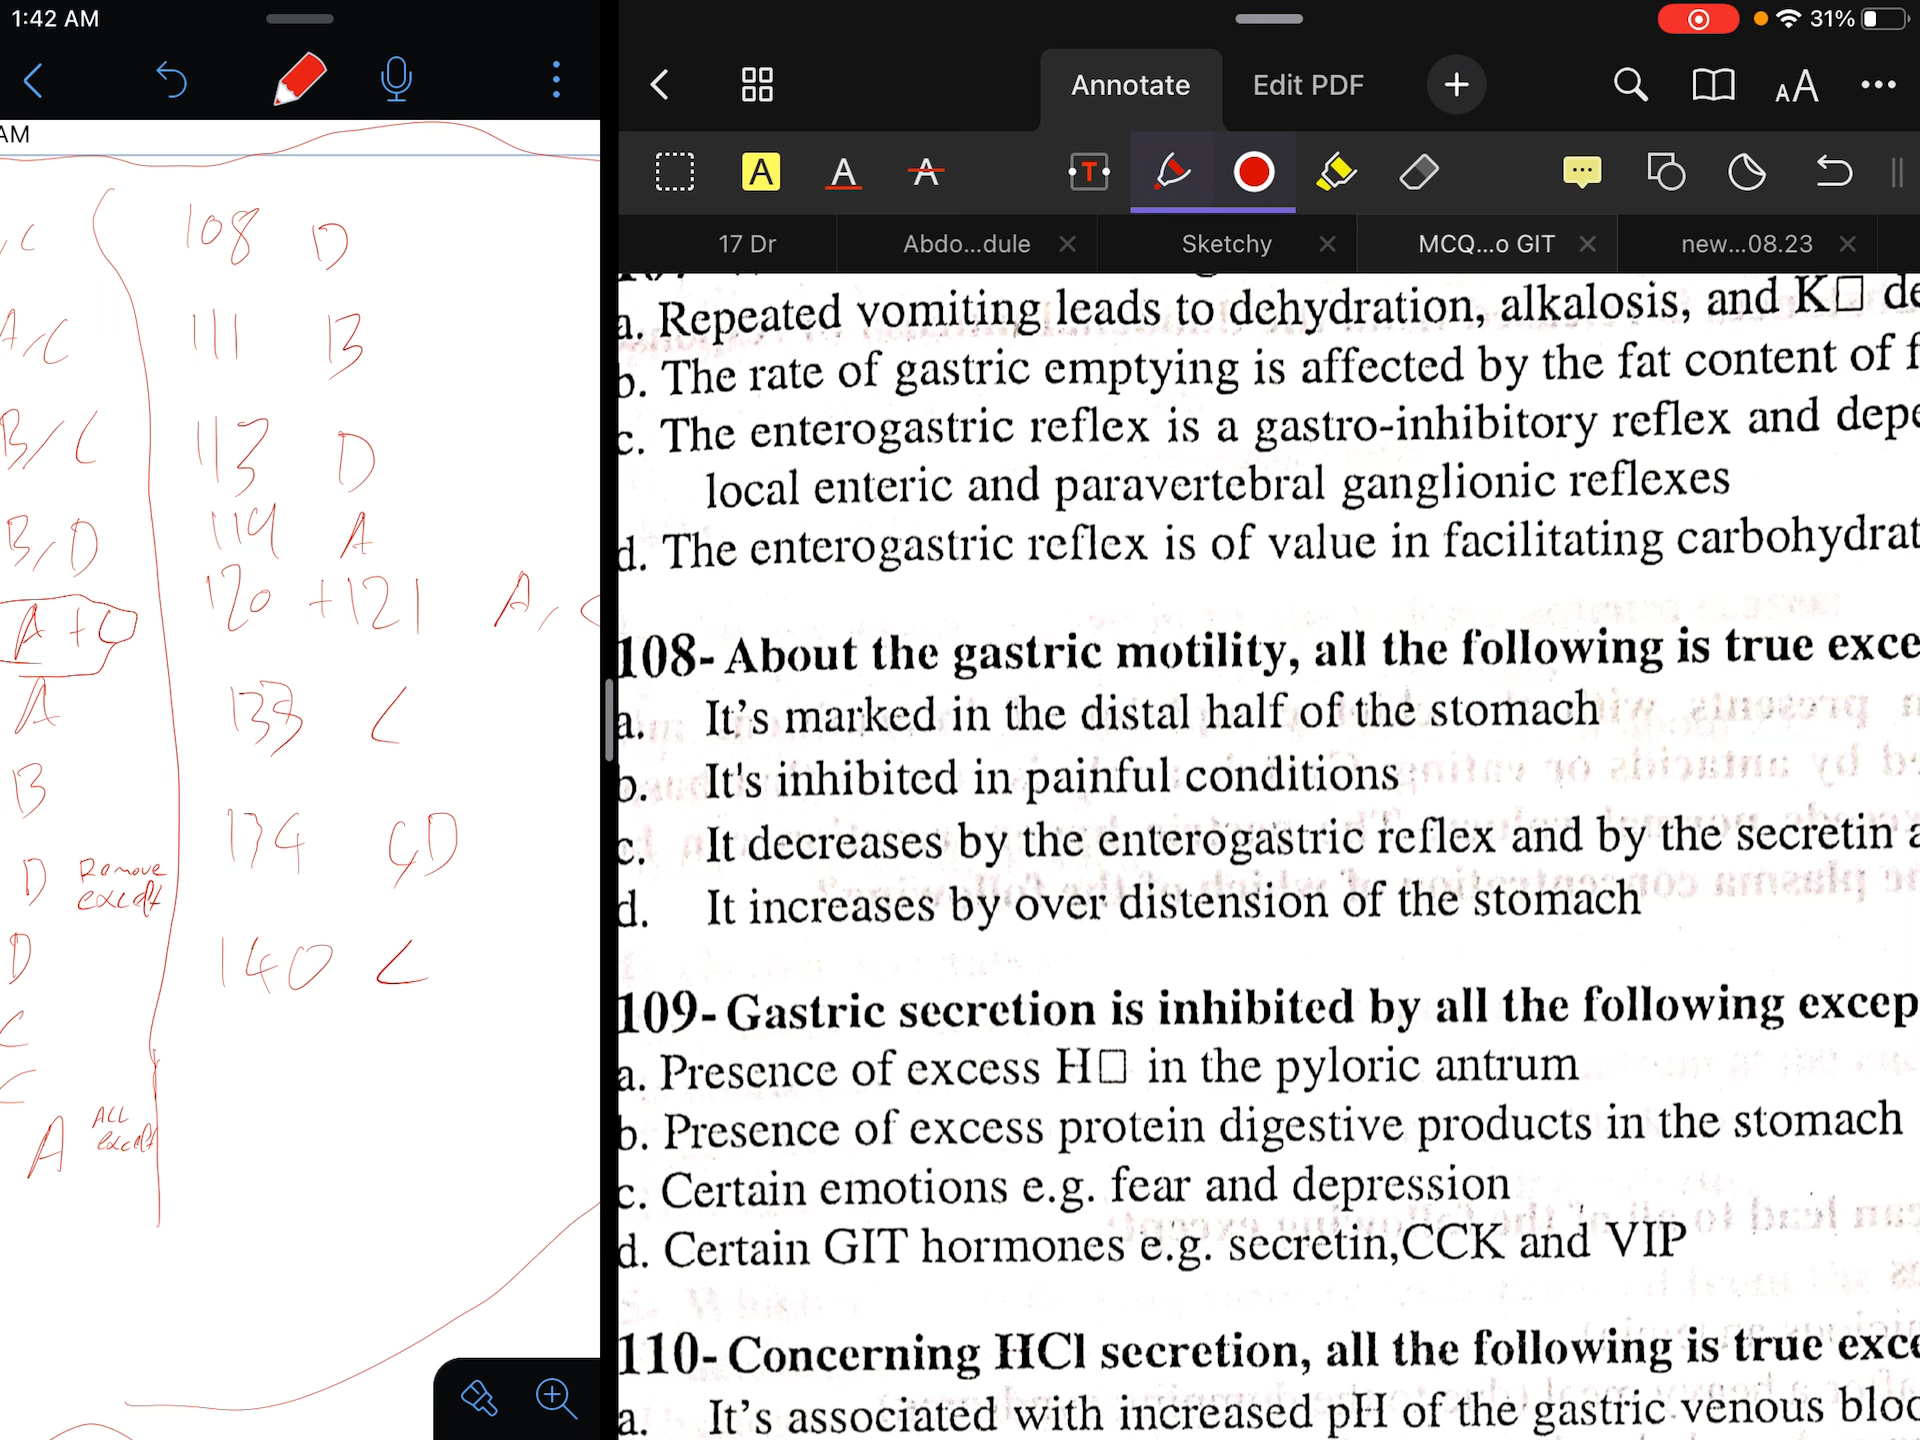 1:42 AM
31%
Annotate
Edit PDF
AA
A A A T
17 Dr
Abdo...dule
Sketchy
MCQ...o GIT
new...08.23
AM
108 D
A,C
111 B
B/C
113 D
B,D
114 A
A+C
120 +121 A,
A
133 C
B
134 C,D
D Remove
except
D
140 C
C
C
A ALL
except
a. Repeated vomiting leads to dehydration, alkalosis, and K□ de
b. The rate of gastric emptying is affected by the fat content of f
c. The enterogastric reflex is a gastro-inhibitory reflex and depe
local enteric and paravertebral ganglionic reflexes
d. The enterogastric reflex is of value in facilitating carbohydrat
108- About the gastric motility, all the following is true exce
a. It’s marked in the distal half of the stomach
b. It's inhibited in painful conditions
c. It decreases by the enterogastric reflex and by the secretin a
d. It increases by over distension of the stomach
109- Gastric secretion is inhibited by all the following excep
a. Presence of excess H□ in the pyloric antrum
b. Presence of excess protein digestive products in the stomach
c. Certain emotions e.g. fear and depression
d. Certain GIT hormones e.g. secretin,CCK and VIP
110- Concerning HCl secretion, all the following is true exce
a. It’s associated with increased pH of the gastric venous bloo